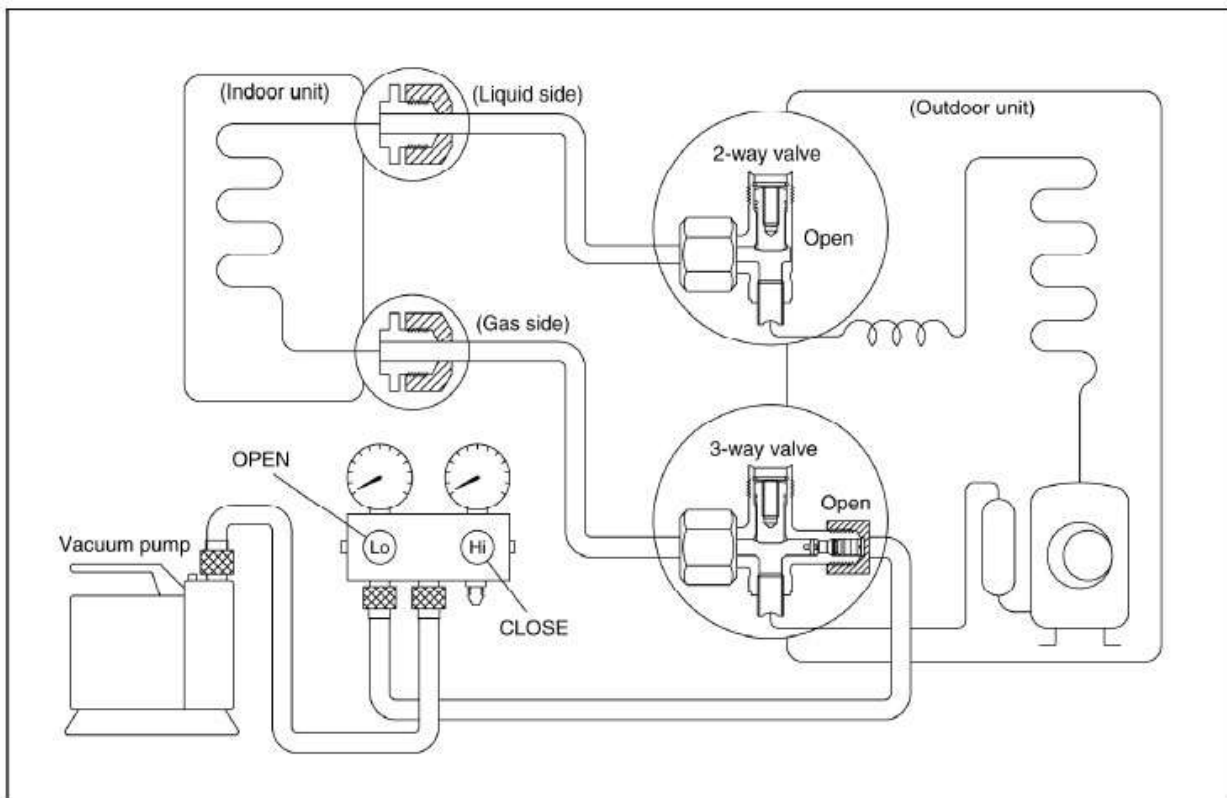 (Indoor unit)
(Liquid side)
(Outdoor unit)
2-way valve
Open
(Gas side)
3-way valve
Open
OPEN
Lo
Hi
Vacuum pump
CLOSE